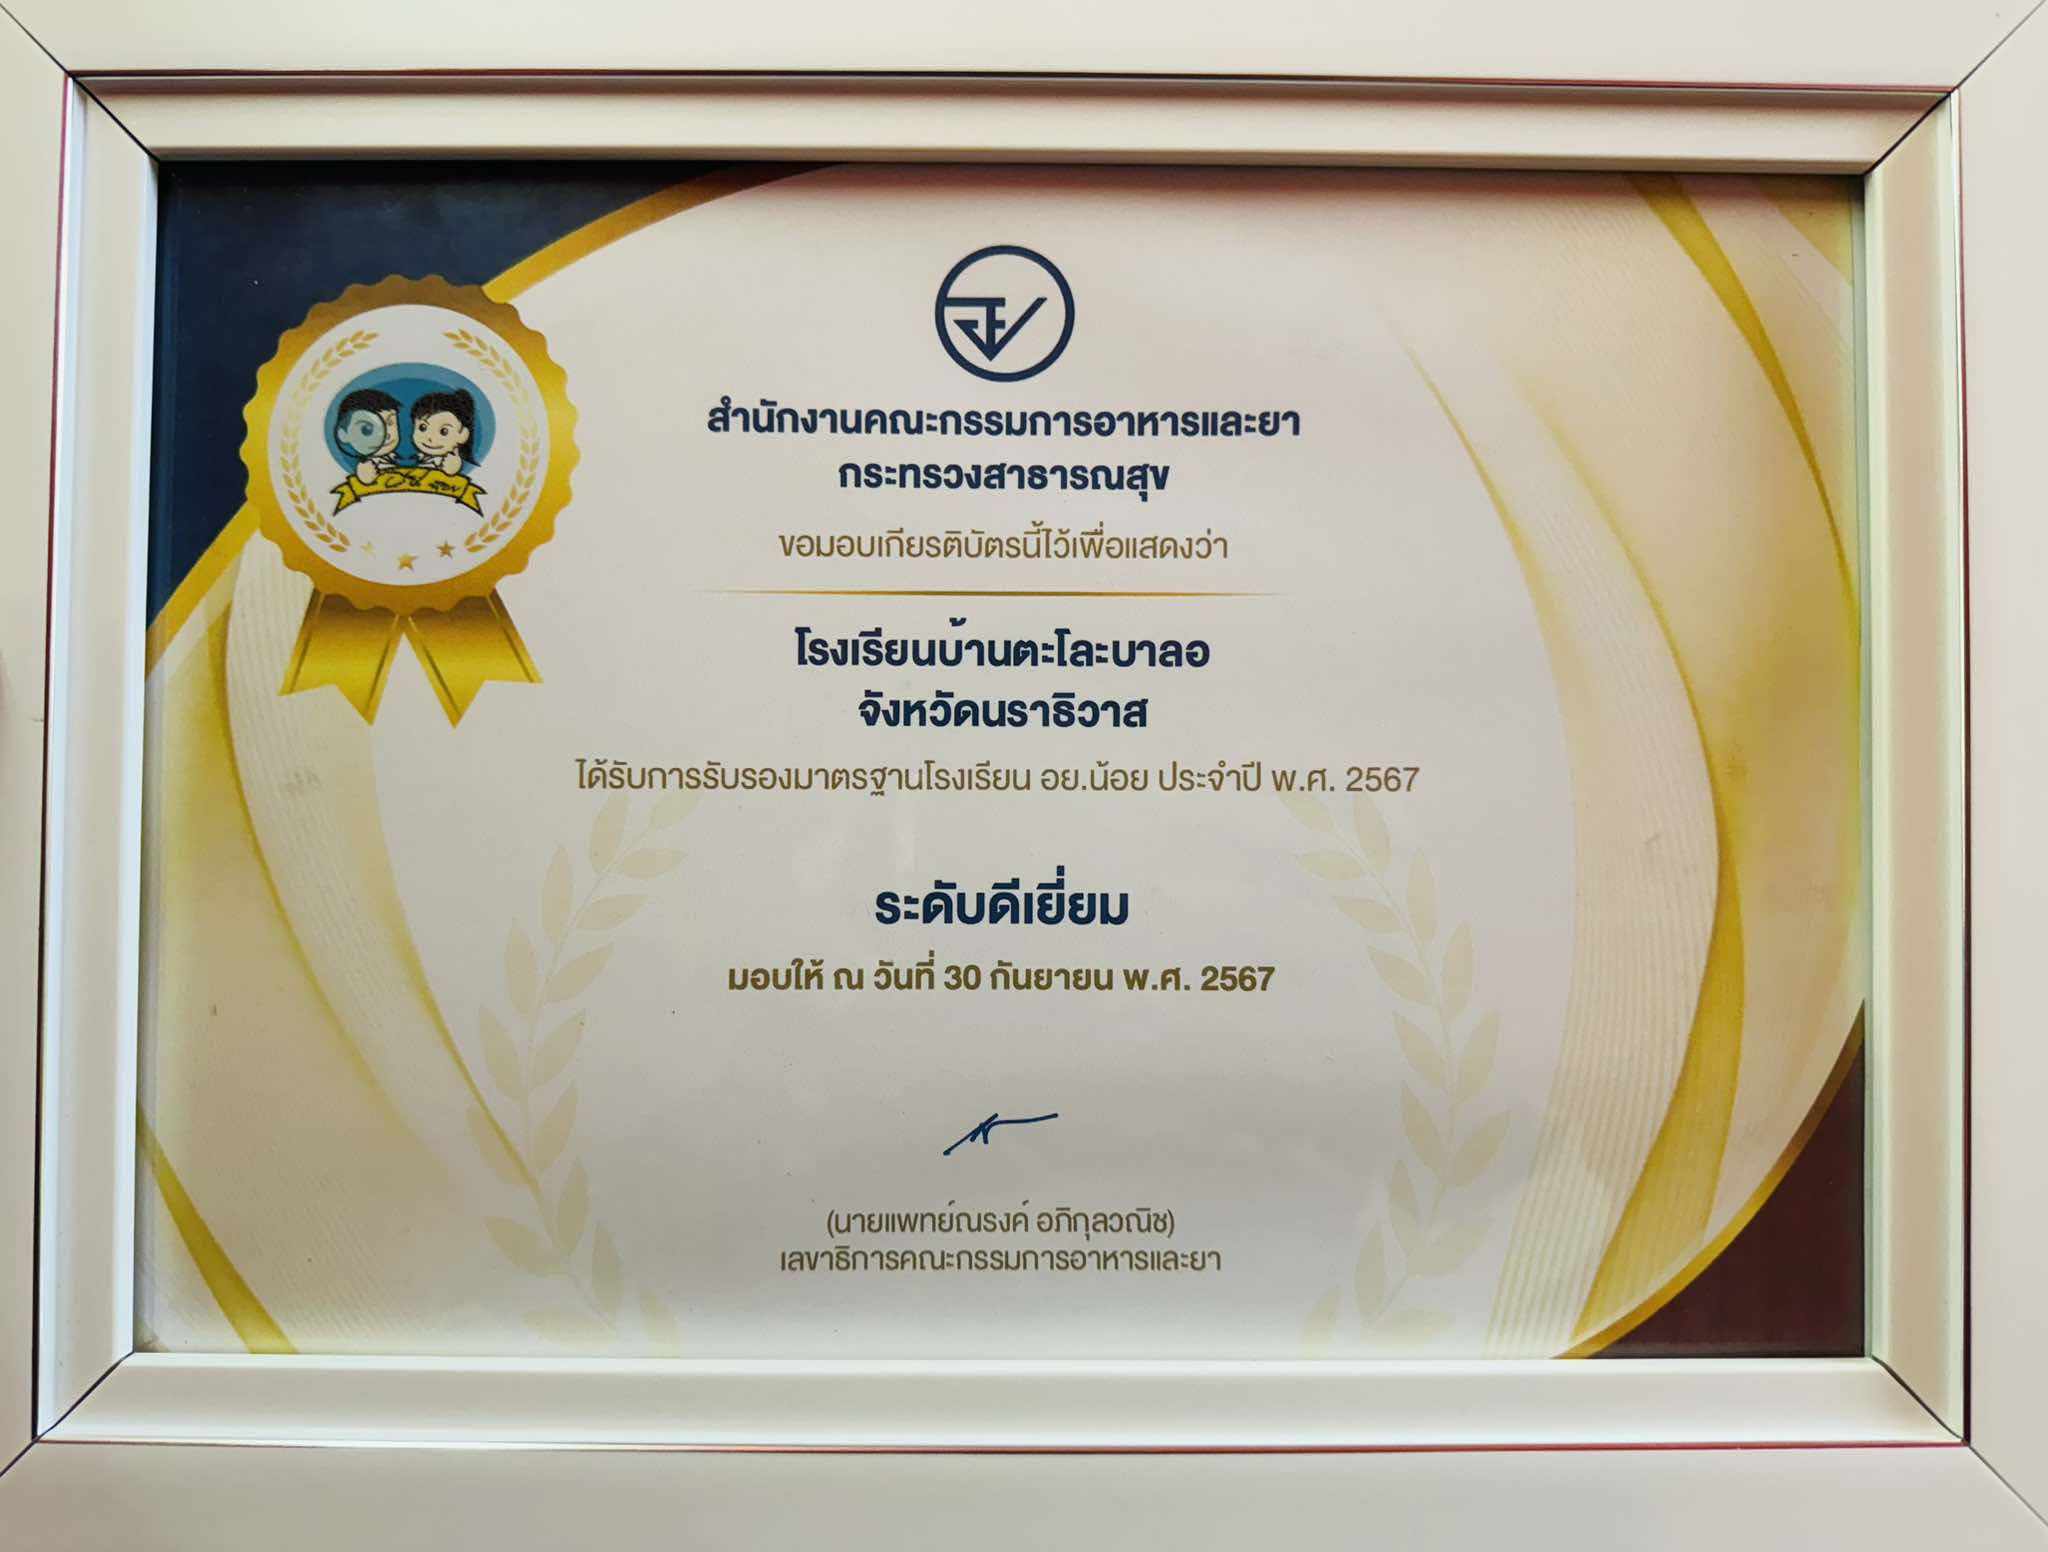 อย.น้อย
สำนักงานคณะกรรมการอาหารและยา
กระทรวงสาธารณสุข
ขอมอบเกียรติบัตรนี้ไว้เพื่อแสดงว่า
โรงเรียนบ้านตะโละบาลอ
จังหวัดนราธิวาส
ได้รับการรับรองมาตรฐานโรงเรียน อย.น้อย ประจำปี พ.ศ. 2567
ระดับดีเยี่ยม
มอบให้ ณ วันที่ 30 กันยายน พ.ศ. 2567
(นายแพทย์ณรงค์ อภิกุลวณิช)
เลขาธิการคณะกรรมการอาหารและยา